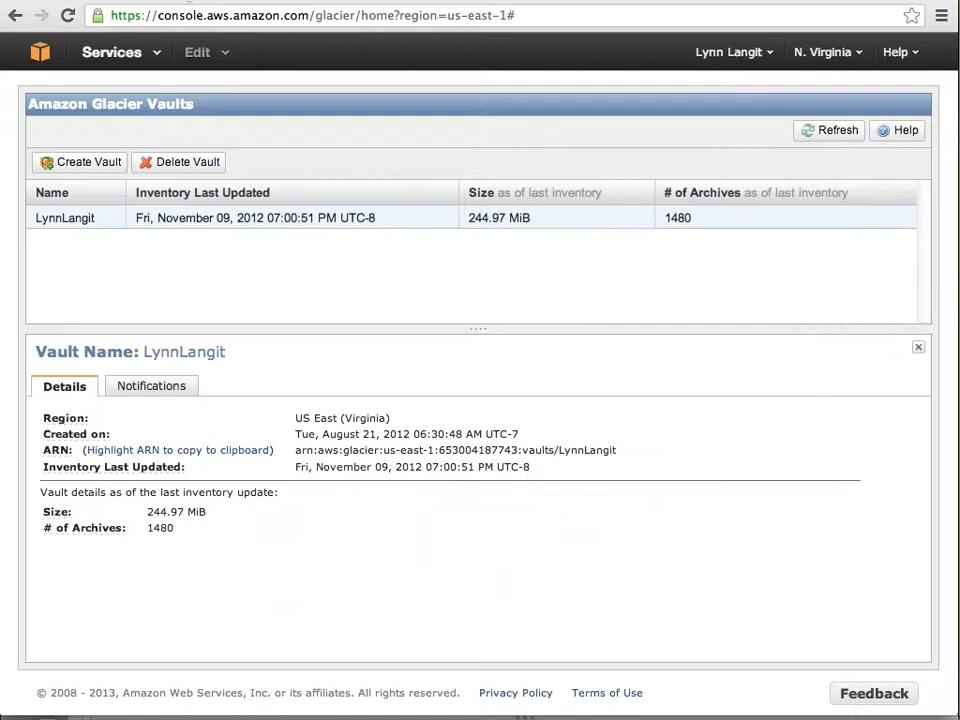 https://console.aws.amazon.com/glacier/home?region=us-east-1#
Services Edit Lynn Langit N. Virginia Help
Amazon Glacier Vaults
Refresh Help
Create Vault Delete Vault
Name Inventory Last Updated Size as of last inventory # of Archives as of last inventory
LynnLangit Fri, November 09, 2012 07:00:51 PM UTC-8 244.97 MiB 1480
Vault Name: LynnLangit
Details Notifications
Region: US East (Virginia)
Created on: Tue, August 21, 2012 06:30:48 AM UTC-7
ARN: (Highlight ARN to copy to clipboard) arn:aws:glacier:us-east-1:653004187743:vaults/LynnLangit
Inventory Last Updated: Fri, November 09, 2012 07:00:51 PM UTC-8
Vault details as of the last inventory update:
Size: 244.97 MiB
# of Archives: 1480
© 2008 - 2013, Amazon Web Services, Inc. or its affiliates. All rights reserved. Privacy Policy Terms of Use Feedback